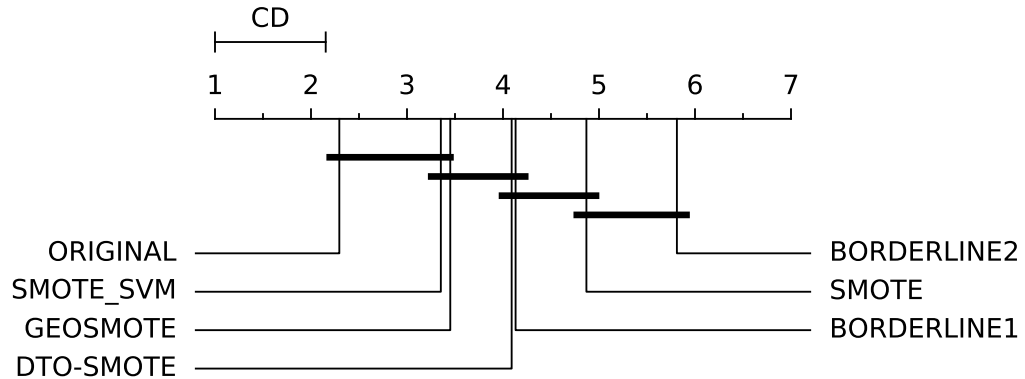 CD
1 2 3 4 5 6 7
ORIGINAL
BORDERLINE2
SMOTE_SVM
SMOTE
GEOSMOTE
BORDERLINE1
DTO-SMOTE